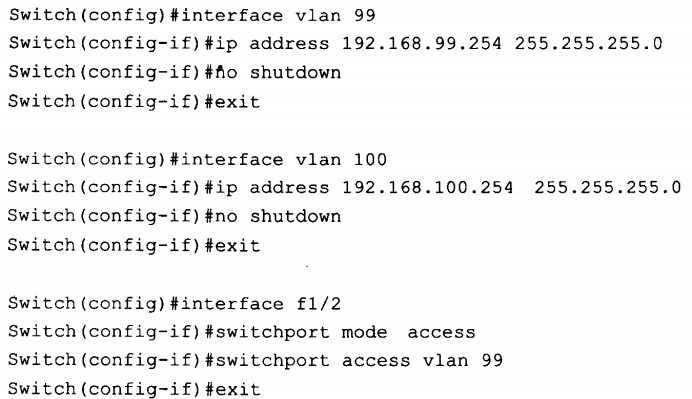 Switch(config)#interface vlan 99
Switch(config-if)#ip address 192.168.99.254 255.255.255.0
Switch(config-if)#no shutdown
Switch(config-if)#exit
Switch(config)#interface vlan 100
Switch(config-if)#ip address 192.168.100.254 255.255.255.0
Switch(config-if)#no shutdown
Switch(config-if)#exit
Switch(config)#interface f1/2
Switch(config-if)#switchport mode access
Switch(config-if)#switchport access vlan 99
Switch(config-if)#exit